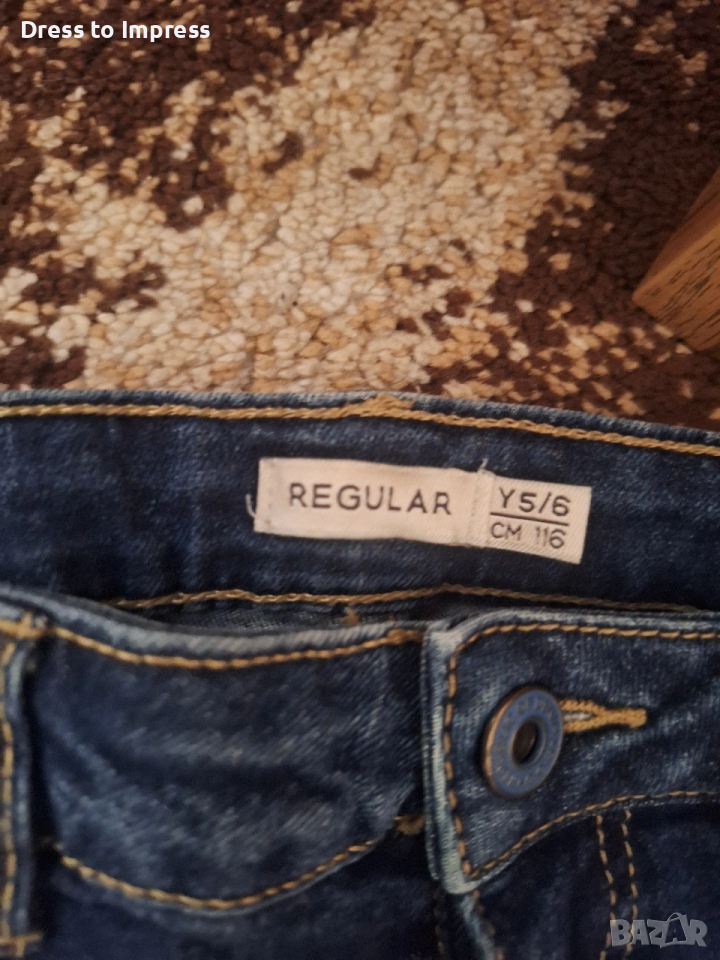 Dress to Impress
REGULAR
Y5/6
CM 116
BAZAR